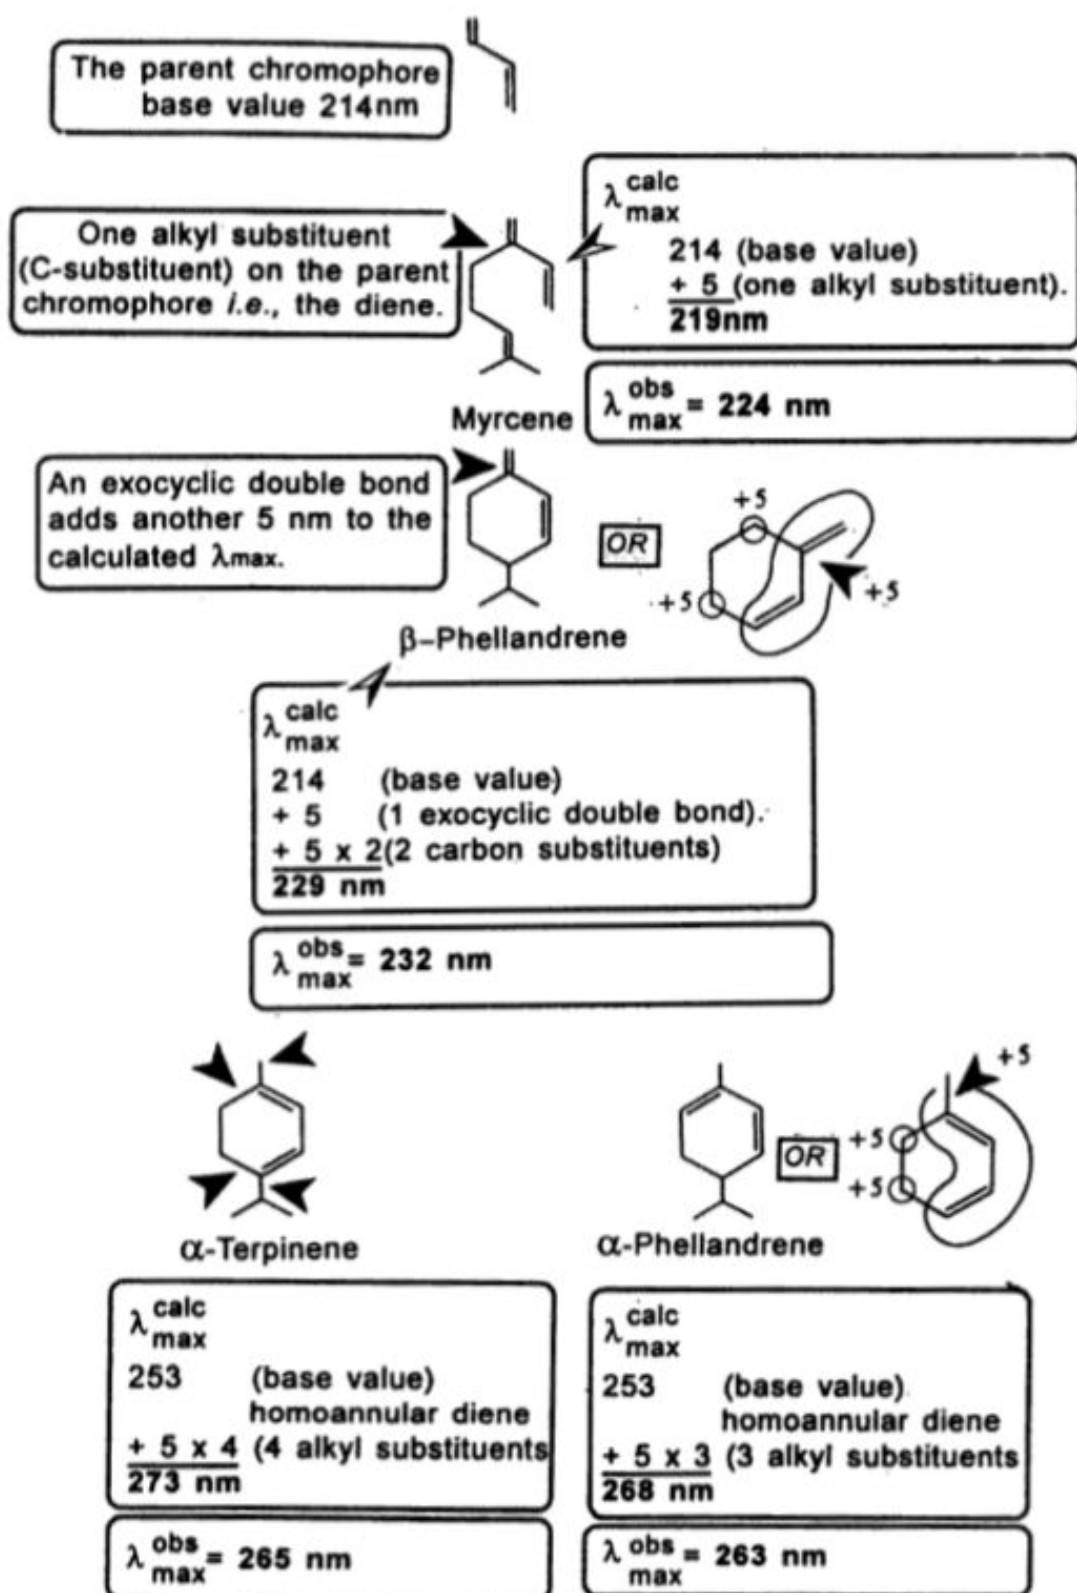 The parent chromophore
base value 214nm
One alkyl substituent
(C-substituent) on the parent
chromophore i.e., the diene.
λ calc
max
214 (base value)
+ 5 (one alkyl substituent).
219nm
Myrcene
λ obs
max = 224 nm
An exocyclic double bond
adds another 5 nm to the
calculated λmax.
OR
+5
+5
+5
β-Phellandrene
λ calc
max
214 (base value)
+ 5 (1 exocyclic double bond).
+ 5 x 2(2 carbon substituents)
229 nm
λ obs
max = 232 nm
α-Terpinene
OR
+5
+5
+5
α-Phellandrene
λ calc
max
253 (base value)
homoannular diene
+ 5 x 4 (4 alkyl substituents
273 nm
λ obs
max = 265 nm
λ calc
max
253 (base value)
homoannular diene
+ 5 x 3 (3 alkyl substituents
268 nm
λ obs
max = 263 nm